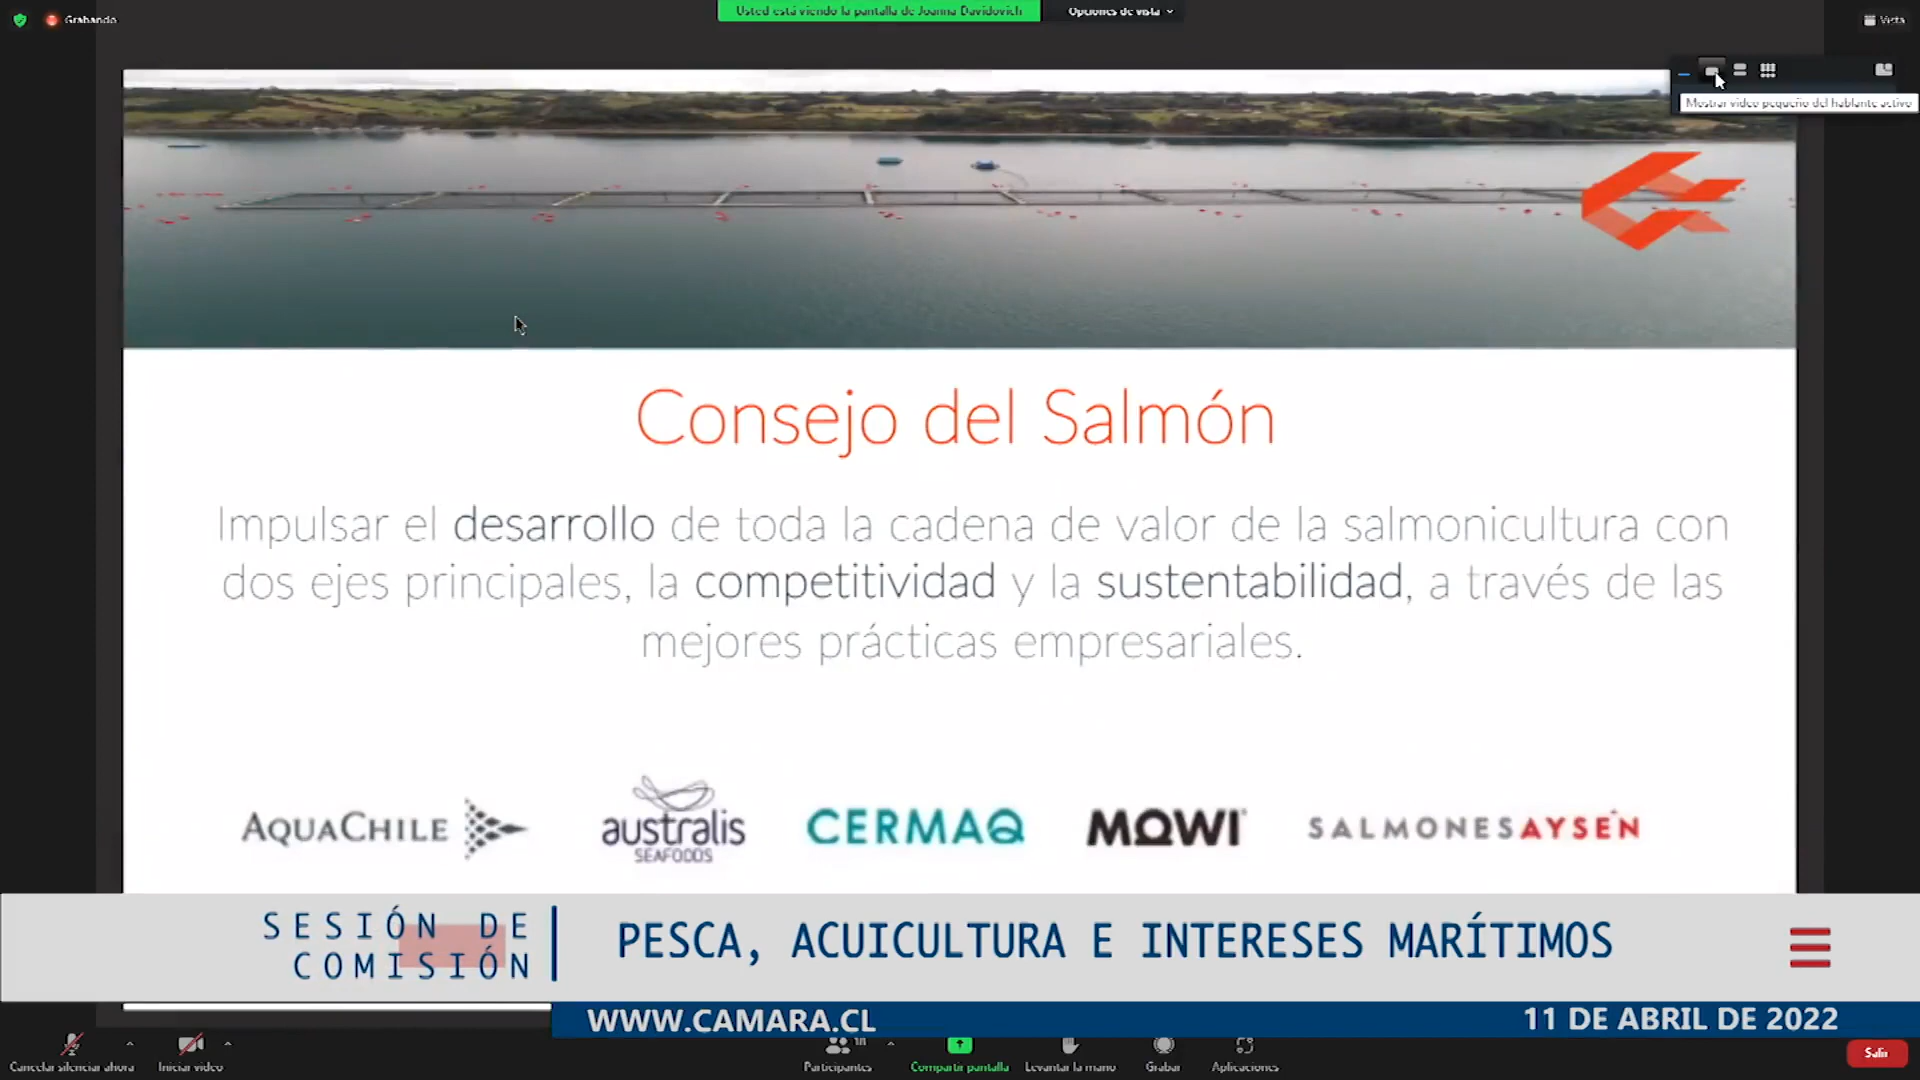 Grabando
Usted está viendo la pantalla de Joanna Davidovich
Opciones de vista
Vista
Mostrar video pequeño del hablante activo
Consejo del Salmón
Impulsar el desarrollo de toda la cadena de valor de la salmonicultura con
dos ejes principales, la competitividad y la sustentabilidad, a través de las
mejores prácticas empresariales.
AQUACHILE
australis
SEAFOODS
CERMAQ
MOWI
SALMONESAYSÉN
SESIÓN DE
COMISIÓN
PESCA, ACUICULTURA E INTERESES MARÍTIMOS
WWW.CAMARA.CL
11 DE ABRIL DE 2022
Cancelar silenciar ahora
Iniciar video
Participantes
Compartir pantalla
Levantar la mano
Grabar
Aplicaciones
Salir